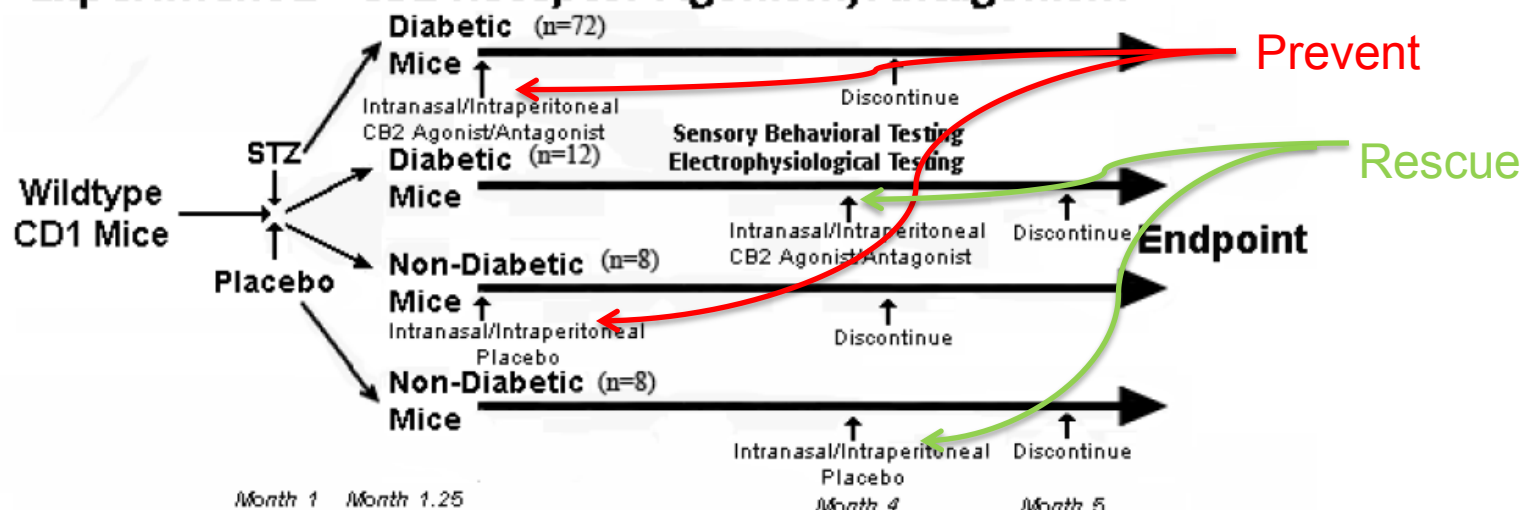 Diabetic (n=72)
Mice
Prevent
Intranasal/Intraperitoneal
CB2 Agonist/Antagonist
Discontinue
Sensory Behavioral Testing
Electrophysiological Testing
STZ
Diabetic (n=12)
Mice
Rescue
Wildtype
CD1 Mice
Intranasal/Intraperitoneal
CB2 Agonist/Antagonist
Discontinue
Endpoint
Placebo
Non-Diabetic (n=8)
Mice
Intranasal/Intraperitoneal
Placebo
Discontinue
Non-Diabetic (n=8)
Mice
Intranasal/Intraperitoneal
Placebo
Discontinue
Month 1
Month 1.25
Month 4
Month 5